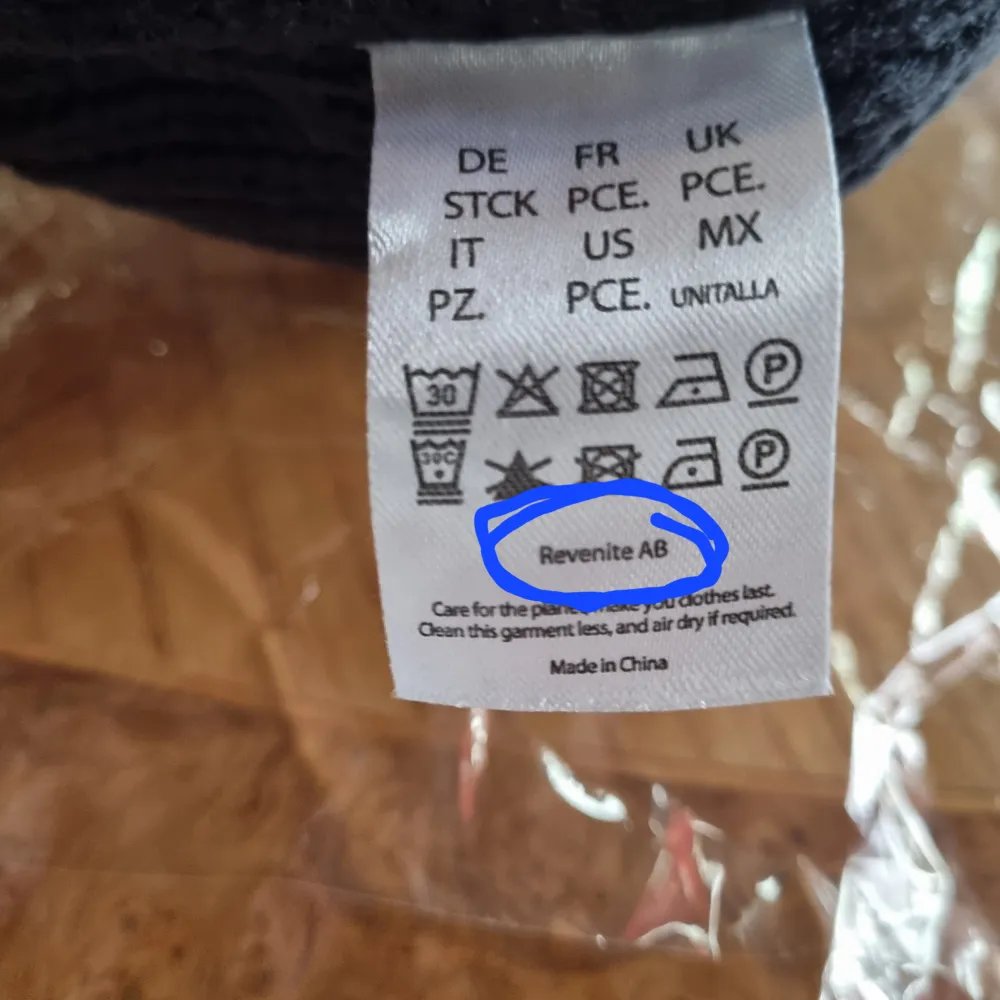 DE FR UK
STCK PCE. PCE.
IT US MX
PZ. PCE. UNITALLA
30 P
30C P
Revenite AB
Care for the make you clothes last.
Clean this garment less, and air dry if required.
Made in China